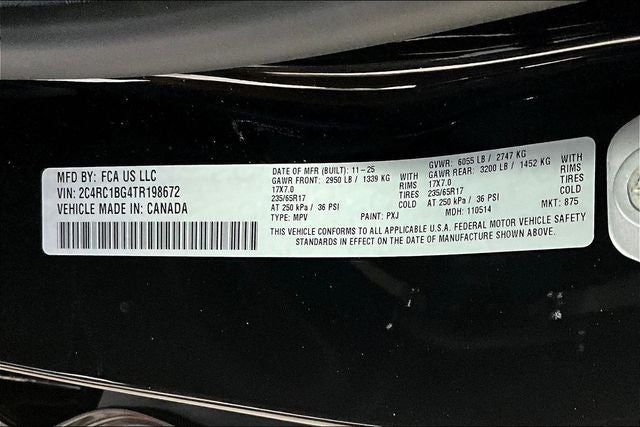 MFD BY: FCA US LLC
VIN: 2C4RC1BG4TR198672
VEHICLE MADE IN: CANADA
DATE OF MFR (BUILT): 11-25 GVWR: 6055 LB / 2747 KG
GAWR FRONT: 2950 LB / 1339 KG WITH GAWR REAR: 3200 LB / 1452 KG WITH
17X7.0 RIMS 17X7.0 RIMS
235/65R17 TIRES 235/65R17 TIRES
AT 250 kPa / 36 PSI COLD AT 250 kPa / 36 PSI COLD
TYPE: MPV PAINT: PXJ MDH: 110514 MKT: 875
THIS VEHICLE CONFORMS TO ALL APPLICABLE U.S.A. FEDERAL MOTOR VEHICLE SAFETY
STANDARDS IN EFFECT ON THE DATE OF MANUFACTURE SHOWN ABOVE.